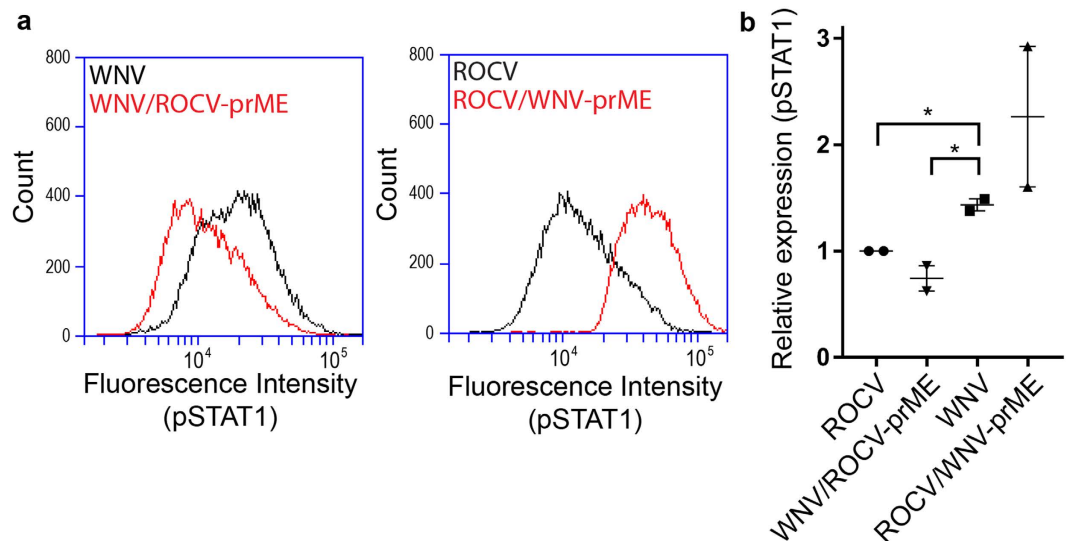 a
b
800
600
400
200
0
Count
WNV
WNV/ROCV-prME
10^4
10^5
Fluorescence Intensity
(pSTAT1)
800
600
400
200
0
Count
ROCV
ROCV/WNV-prME
10^4
10^5
Fluorescence Intensity
(pSTAT1)
Relative expression (pSTAT1)
3
2
1
0
*
*
ROCV
WNV/ROCV-prME
WNV
ROCV/WNV-prME